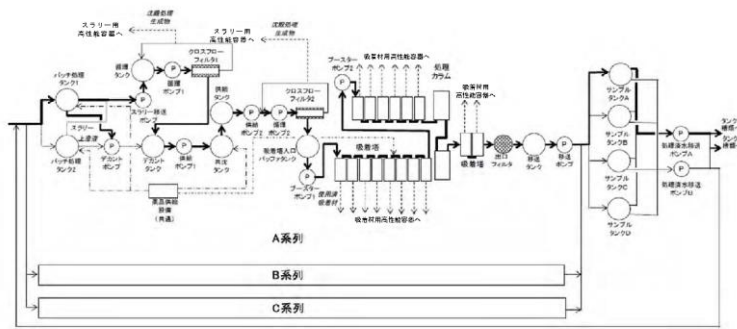 沈殿処理
生成物
スラリー用
高性能容器へ
スラリー用
高性能容器へ
沈殿処理
生成物
循環
タンク
循環
ポンプ1
クロスフロー
フィルタ1
バッチ処理
タンク1
スラリー移送
ポンプ
スラリー
上澄液
バッチ処理
タンク2
デカント
ポンプ
デカント
タンク
供給
ポンプ1
共沈
タンク
供給
タンク
供給
ポンプ2
循環
ポンプ2
クロスフロー
フィルタ2
吸着塔入口
バッファタンク
ブースター
ポンプ1
ブースター
ポンプ2
吸着材用高性能容器へ
処理
カラム
吸着材用
高性能容器へ
吸着塔
使用済
吸着材
吸着材用高性能容器へ
薬品供給
設備
(共通)
吸着塔
出口
フィルタ
移送
タンク
移送
ポンプ
サンプル
タンクA
サンプル
タンクB
サンプル
タンクC
サンプル
タンクD
処理済水移送
ポンプA
処理済水移送
ポンプB
タンク
タンク
P
P
P
P
P
P
P
P
P
P
P
P
A系列
B系列
C系列